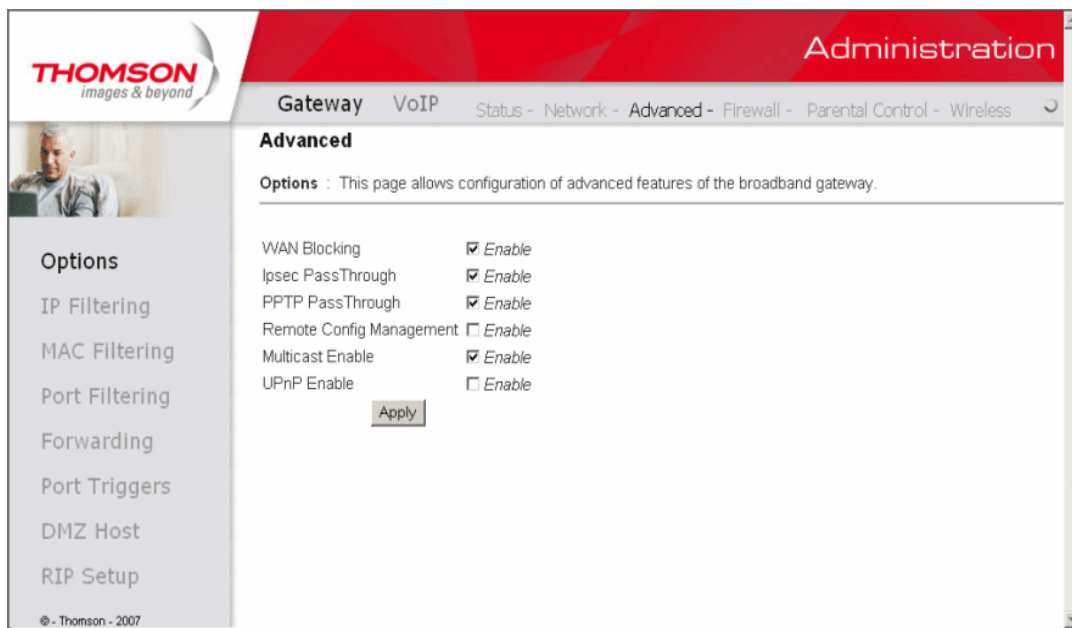 THOMSON
images & beyond
Administration
Gateway VoIP Status - Network - Advanced - Firewall - Parental Control - Wireless
Advanced
Options : This page allows configuration of advanced features of the broadband gateway.
Options
IP Filtering
MAC Filtering
Port Filtering
Forwarding
Port Triggers
DMZ Host
RIP Setup
© - Thomson - 2007
WAN Blocking Enable
Ipsec PassThrough Enable
PPTP PassThrough Enable
Remote Config Management Enable
Multicast Enable Enable
UPnP Enable Enable
Apply